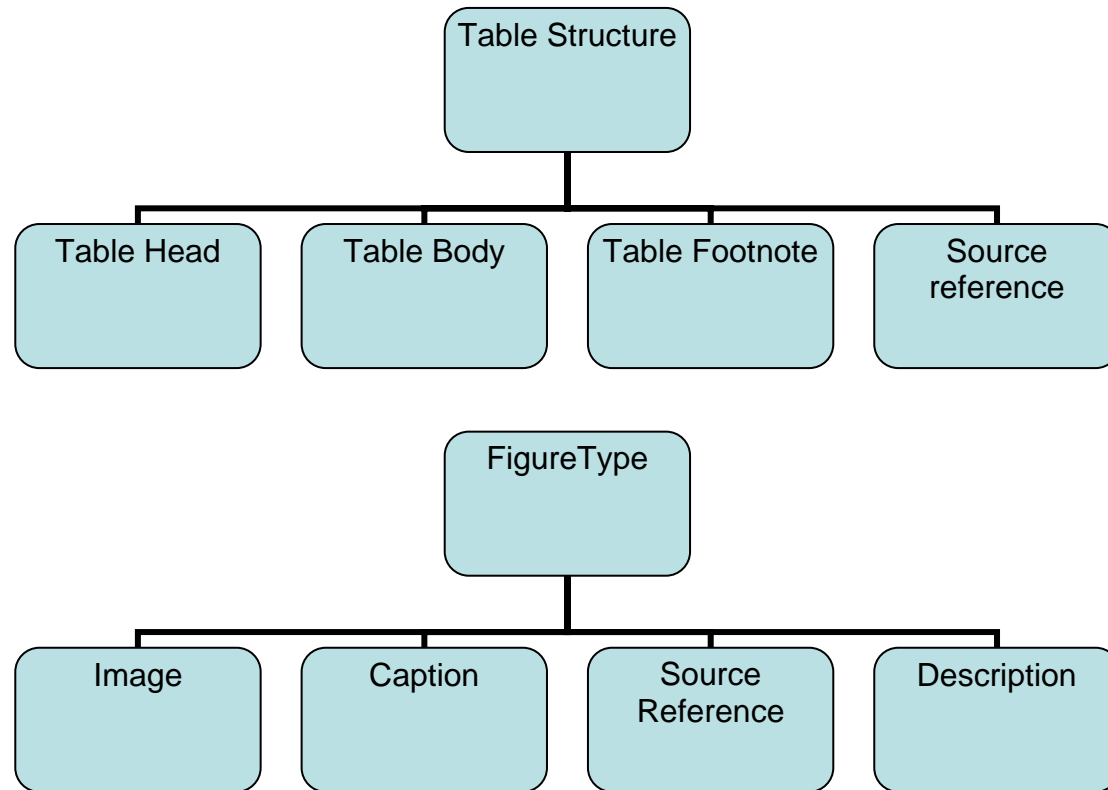 Table Structure
Table Head
Table Body
Table Footnote
Source
reference
FigureType
Image
Caption
Source
Reference
Description